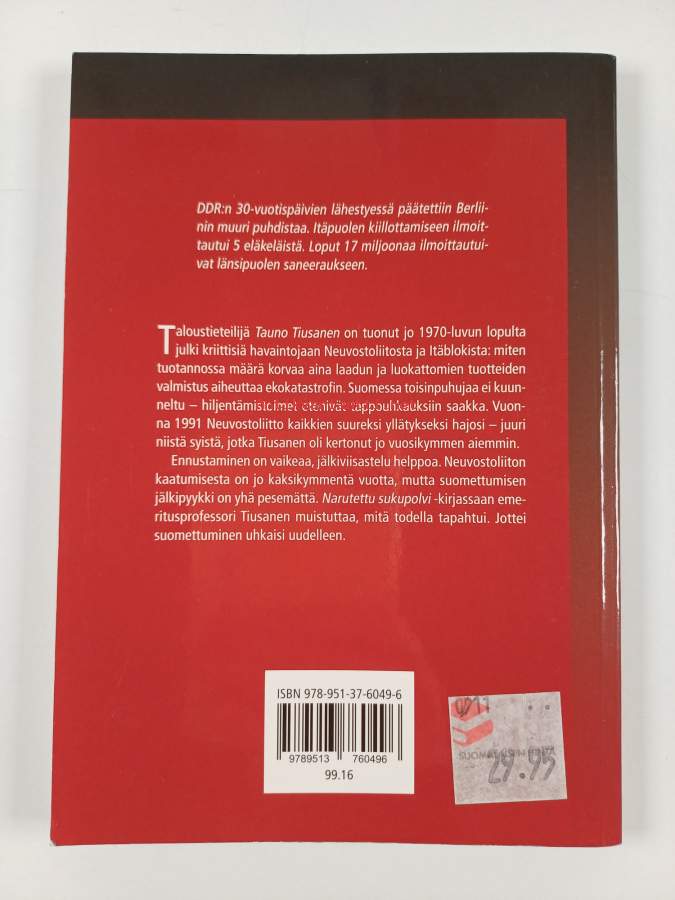 DDR:n 30-vuotispäivien lähestyessä päätettiin Berlii-
nin muuri puhdistaa. Itäpuolen kiillottamiseen ilmoit-
tautui 5 eläkeläistä. Loput 17 miljoonaa ilmoittautui-
vat länsipuolen saneeraukseen.
Taloustieteilijä Tauno Tiusanen on tuonut jo 1970-luvun lopulta
julki kriittisiä havaintojaan Neuvostoliitosta ja Itäblokista: miten
tuotannossa määrä korvaa aina laadun ja luokattomien tuotteiden
valmistus aiheuttaa ekokatastrofin. Suomessa toisinpuhujaa ei kuun-
neltu – hiljentämistoimet etenivät tappouhkauksiin saakka. Vuon-
na 1991 Neuvostoliitto kaikkien suureksi yllätykseksi hajosi – juuri
niistä syistä, jotka Tiusanen oli kertonut jo vuosikymmen aiemmin.
Ennustaminen on vaikeaa, jälkiviisastelu helppoa. Neuvostoliiton
kaatumisesta on jo kaksikymmentä vuotta, mutta suomettumisen
jälkipyykki on yhä pesemättä. Narutettu sukupolvi -kirjassaan eme-
ritusprofessori Tiusanen muistuttaa, mitä todella tapahtui. Jottei
suomettuminen uhkaisi uudelleen.
ISBN 978-951-37-6049-6
9789513 760496
99.16
29.95